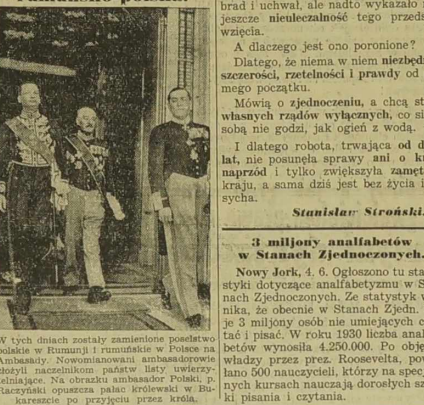 W tych dniach zostały zamienione poselstwo
polskie w Rumunji i rumuńskie w Polsce na
Ambasady. Nowomianowani ambasadorowie
złożyli naczelnikom państw listy uwierzy-
telniające. Na obrazku ambasador Polski, p.
Raczyński opuszcza pałac królewski w Bu-
kareszcie po przyjęciu przez króla.
brad i uchwał, ale nadto wykazało
jeszcze nieuleczalność tego przeds
wzięcia.
A dlaczego jest ono poronione?
Dlatego, że niema w niem niezbęd
szczerości, rzetelności i prawdy od
mego początku.
Mówią o zjednoczeniu, a chcą st
własnych rządów wyłącznych, co si
sobą nie godzi, jak ogień z wodą.
I dlatego robota, trwająca od d
lat, nie posunęła sprawy ani o kr
naprzód i tylko zwiększyła zamęt
kraju, a sama dziś jest bez życia i
sycha.
Stanisław Stroński.
3 miljony analfabetów
w Stanach Zjednoczonych.
Nowy Jork, 4. 6. Ogłoszono tu sta
styki dotyczące analfabetyzmu w S
nach Zjednoczonych. Ze statystyk w
nika, że obecnie w Stanach Zjedn.
je 3 miljony osób nie umiejących c
tać i pisać. W roku 1930 liczba anal
betów wynosiła 4.250.000. Po obję
władzy przez prez. Roosevelta, pow
łano 500 nauczycieli, którzy na specj
nych kursach nauczają dorosłych sz
ki pisania i czytania.